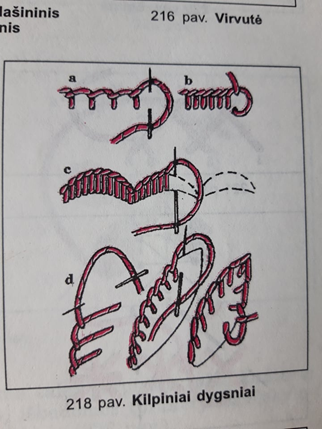 lašininis
nis
216 pav. Virvutė
a
b
c
d
218 pav. Kilpiniai dygsniai